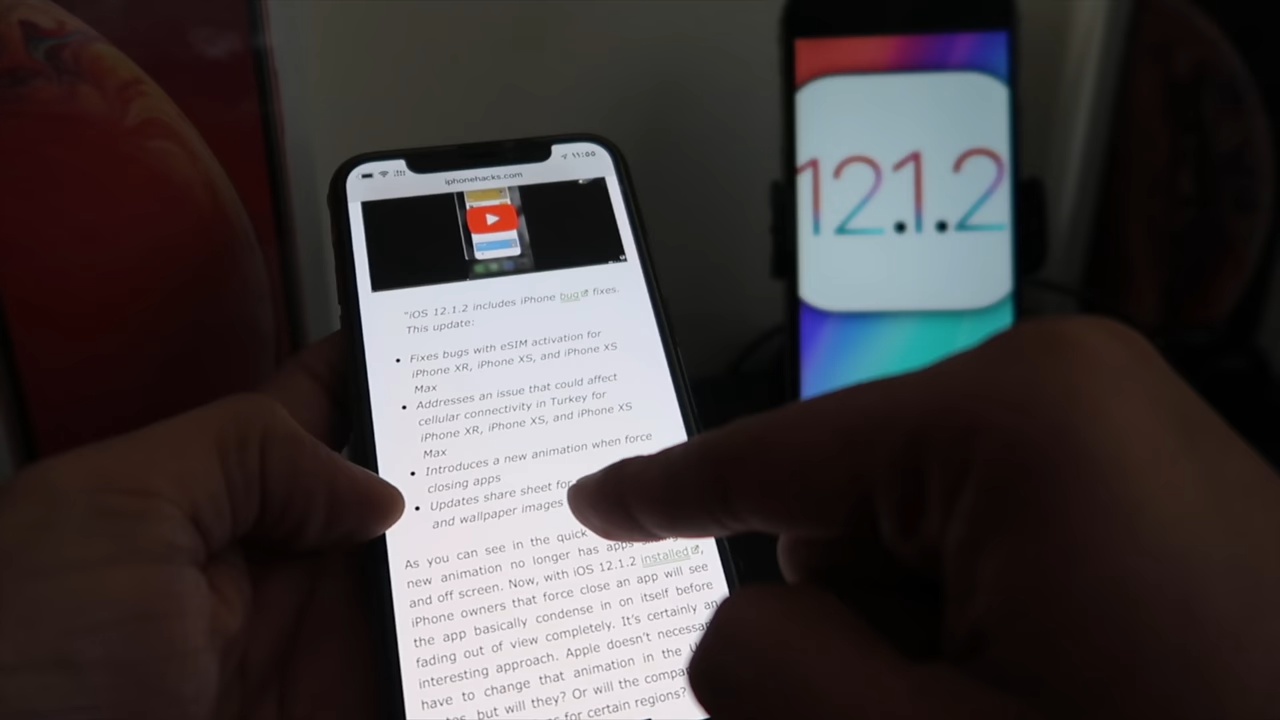 ١١:٥٥
iphonehacks.com
12.1.2
"iOS 12.1.2 includes iPhone bug fixes.
This update:
• Fixes bugs with eSIM activation for
iPhone XR, iPhone XS, and iPhone XS
Max
• Addresses an issue that could affect
cellular connectivity in Turkey for
iPhone XR, iPhone XS, and iPhone XS
Max
• Introduces a new animation when force
closing apps
• Updates share sheet for
and wallpaper images
As you can see in the quick
new animation no longer has apps
and off screen. Now, with iOS 12.1.2 installed,
iPhone owners that force close an app will see
the app basically condense in on itself before
fading out of view completely. It's certainly an
interesting approach. Apple doesn't
have to change that animation in the
but will they? Or will the
for certain regions?